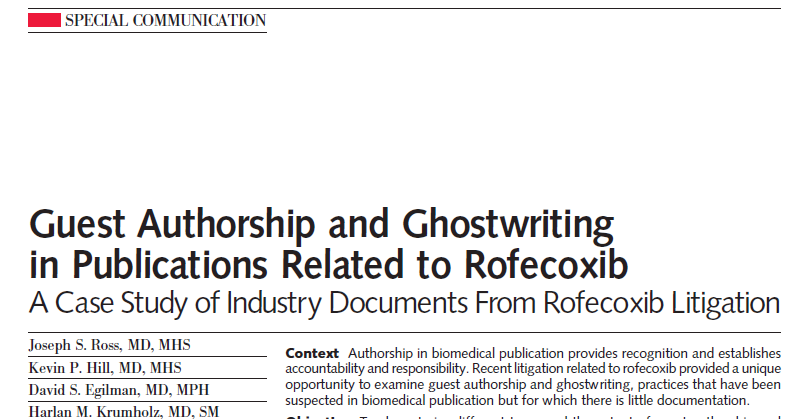 SPECIAL COMMUNICATION
Guest Authorship and Ghostwriting
in Publications Related to Rofecoxib
A Case Study of Industry Documents From Rofecoxib Litigation
Joseph S. Ross, MD, MHS
Kevin P. Hill, MD, MHS
David S. Egilman, MD, MPH
Harlan M. Krumholz, MD, SM
Context Authorship in biomedical publication provides recognition and establishes
accountability and responsibility. Recent litigation related to rofecoxib provided a unique
opportunity to examine guest authorship and ghostwriting, practices that have been
suspected in biomedical publication but for which there is little documentation.